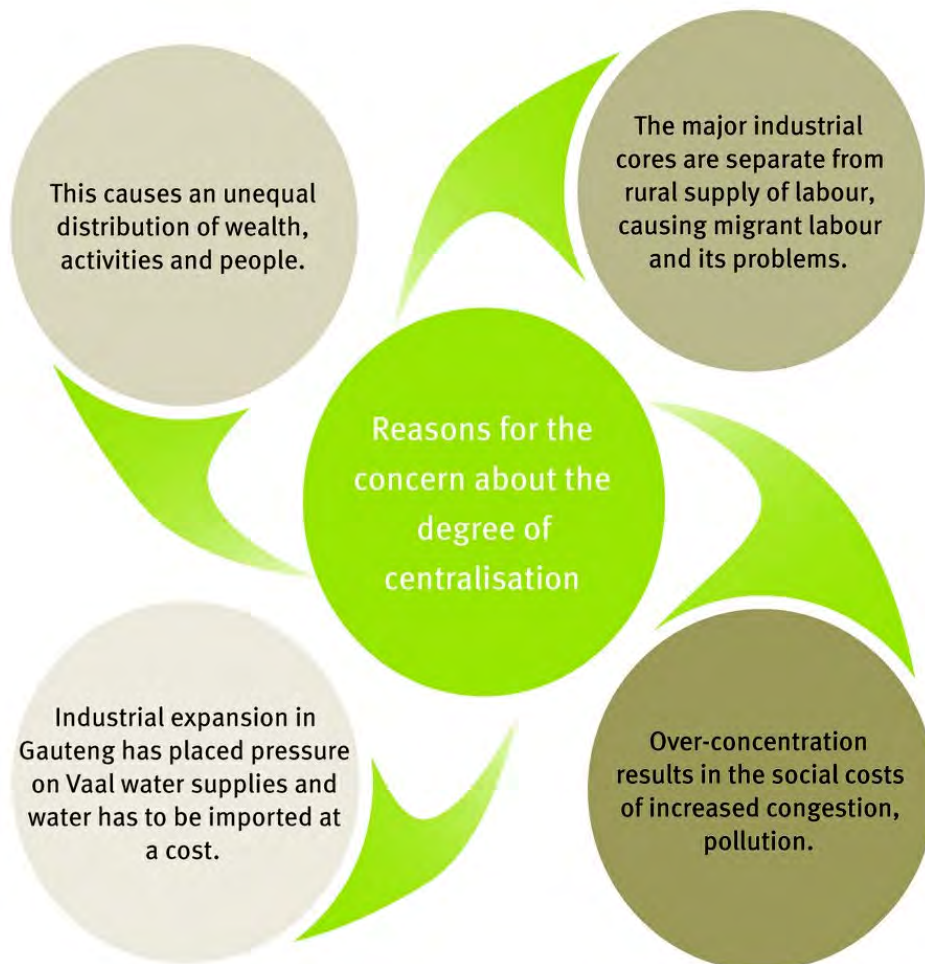 This causes an unequal
distribution of wealth,
activities and people.
The major industrial
cores are separate from
rural supply of labour,
causing migrant labour
and its problems.
Reasons for the
concern about the
degree of
centralisation
Industrial expansion in
Gauteng has placed pressure
on Vaal water supplies and
water has to be imported at
a cost.
Over-concentration
results in the social costs
of increased congestion,
pollution.